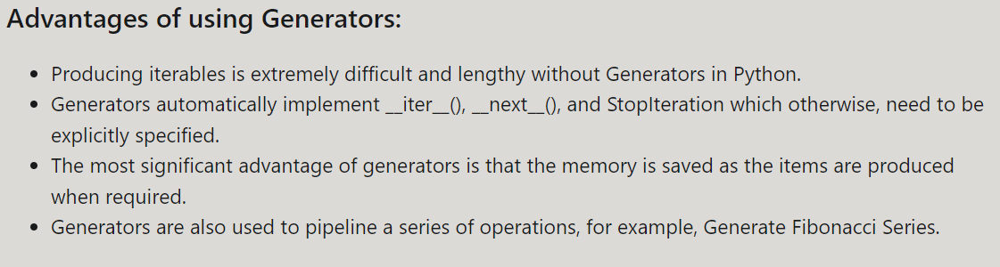 Advantages of using Generators:
• Producing iterables is extremely difficult and lengthy without Generators in Python.
• Generators automatically implement __iter__(), __next__(), and StopIteration which otherwise, need to be
explicitly specified.
• The most significant advantage of generators is that the memory is saved as the items are produced
when required.
• Generators are also used to pipeline a series of operations, for example, Generate Fibonacci Series.